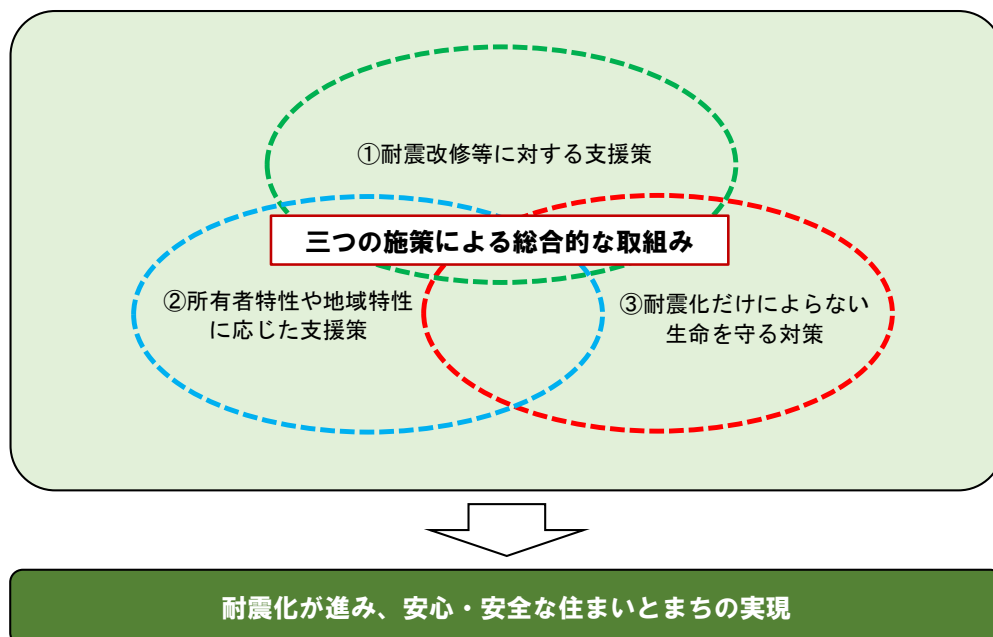 ①耐震改修等に対する支援策
三つの施策による総合的な取組み
②所有者特性や地域特性
に応じた支援策
③耐震化だけによらない
生命を守る対策
耐震化が進み、安心・安全な住まいとまちの実現